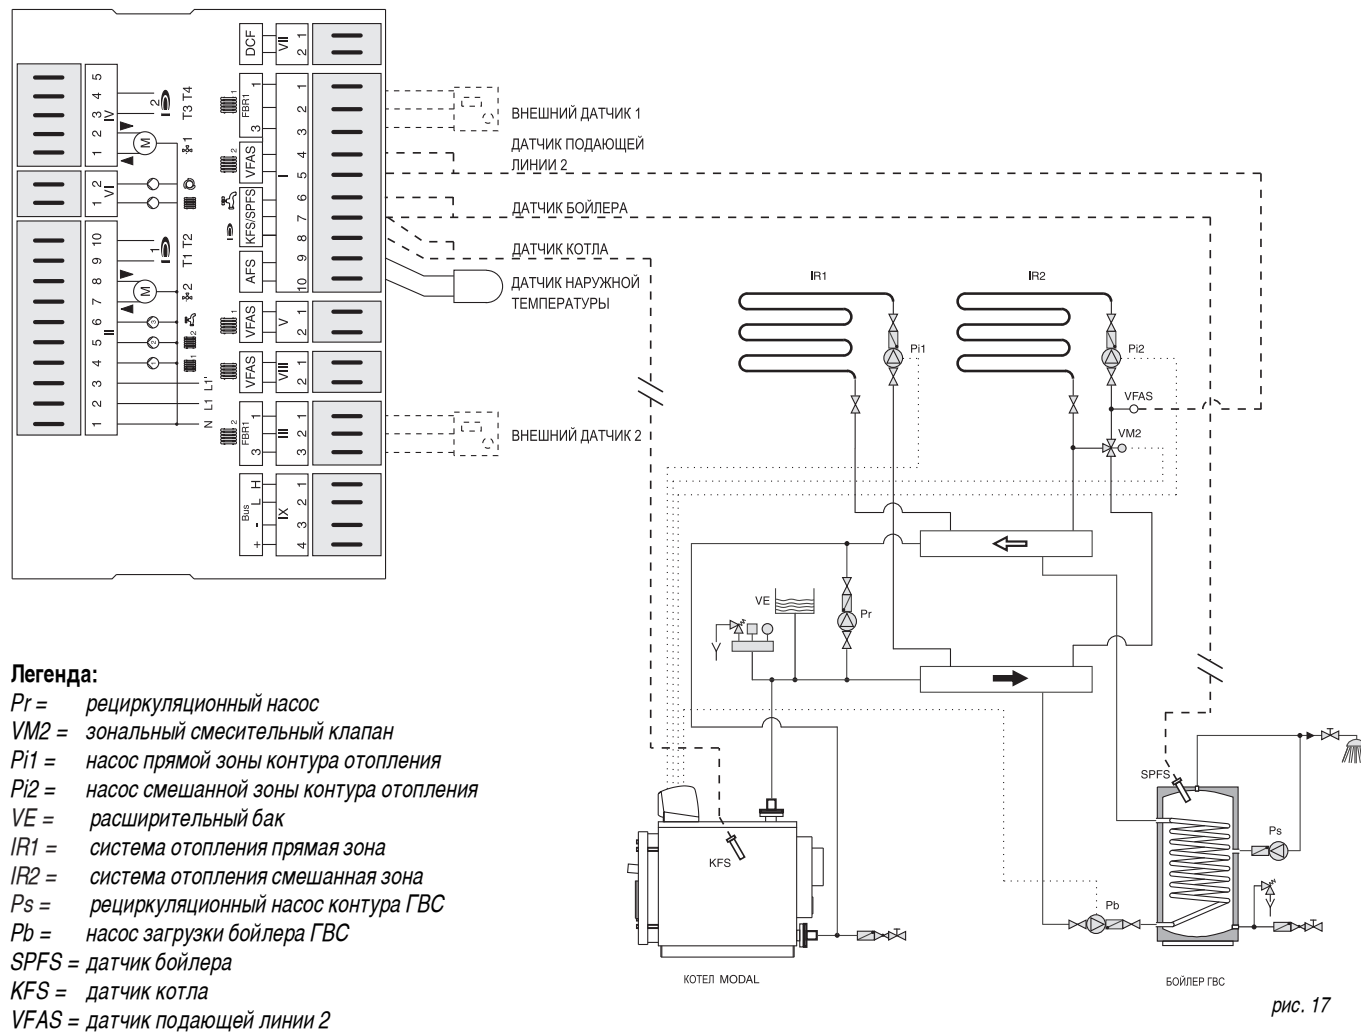 DCF VII 1 2
FBR1 1 3
VFAS
KFS/SPFS
AFS
I 1 2 3 4 5 6 7 8 9 10
VFAS V 1 2
VFAS VIII 1 2
FBR1 1 3 III 1 2 3
Bus H L - + IX 1 2 3 4
IV 5 4 3 2 1
2 T3 T4
M 1
VI 2 1
II 10 9 8 7 6 5 4 3 2 1
1 T1 T2
M 2
3
2
1
L1'
L1
N
ВНЕШНИЙ ДАТЧИК 1
ДАТЧИК ПОДАЮЩЕЙ
ЛИНИИ 2
ДАТЧИК БОЙЛЕРА
ДАТЧИК КОТЛА
ДАТЧИК НАРУЖНОЙ
ТЕМПЕРАТУРЫ
ВНЕШНИЙ ДАТЧИК 2
IR1
IR2
Pi1
Pi2
VFAS
VM2
VE
Pr
SPFS
Ps
KFS
Pb
КОТЕЛ MODAL
БОЙЛЕР ГВС
Легенда:
Pr = рециркуляционный насос
VM2 = зональный смесительный клапан
Pi1 = насос прямой зоны контура отопления
Pi2 = насос смешанной зоны контура отопления
VE = расширительный бак
IR1 = система отопления прямая зона
IR2 = система отопления смешанная зона
Ps = рециркуляционный насос контура ГВС
Pb = насос загрузки бойлера ГВС
SPFS = датчик бойлера
KFS = датчик котла
VFAS = датчик подающей линии 2
рис. 17